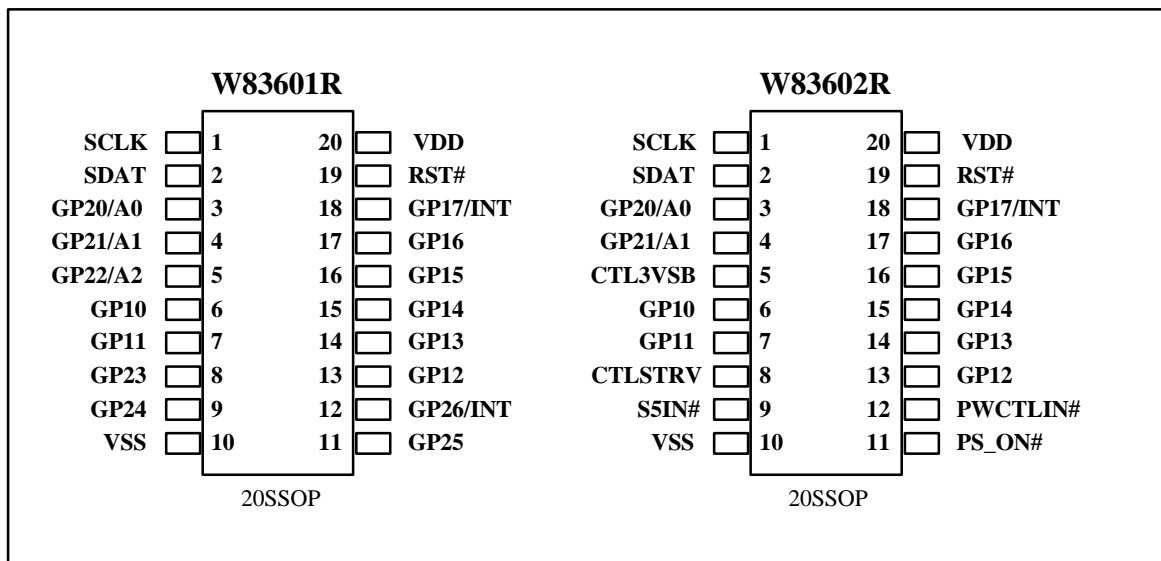 W83601R W83602R
SCLK 1 20 VDD SCLK 1 20 VDD
SDAT 2 19 RST# SDAT 2 19 RST#
GP20/A0 3 18 GP17/INT GP20/A0 3 18 GP17/INT
GP21/A1 4 17 GP16 GP21/A1 4 17 GP16
GP22/A2 5 16 GP15 CTL3VSB 5 16 GP15
GP10 6 15 GP14 GP10 6 15 GP14
GP11 7 14 GP13 GP11 7 14 GP13
GP23 8 13 GP12 CTLSTRV 8 13 GP12
GP24 9 12 GP26/INT S5IN# 9 12 PWCTLIN#
VSS 10 11 GP25 VSS 10 11 PS_ON#
20SSOP 20SSOP